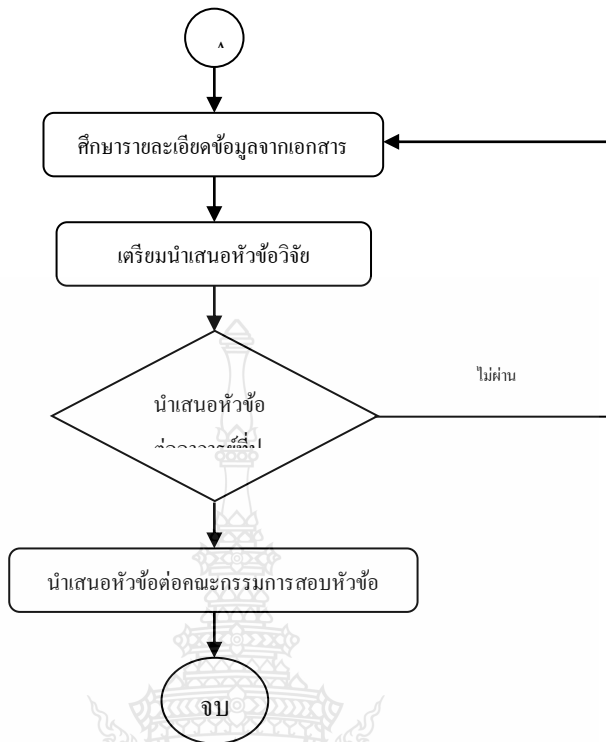 ศึกษารายละเอียดข้อมูลจากเอกสาร
เตรียมนำเสนอหัวข้อวิจัย
ไม่ผ่าน
นำเสนอหัวข้อ
นำเสนอหัวข้อต่อคณะกรรมการสอบหัวข้อ
จบ